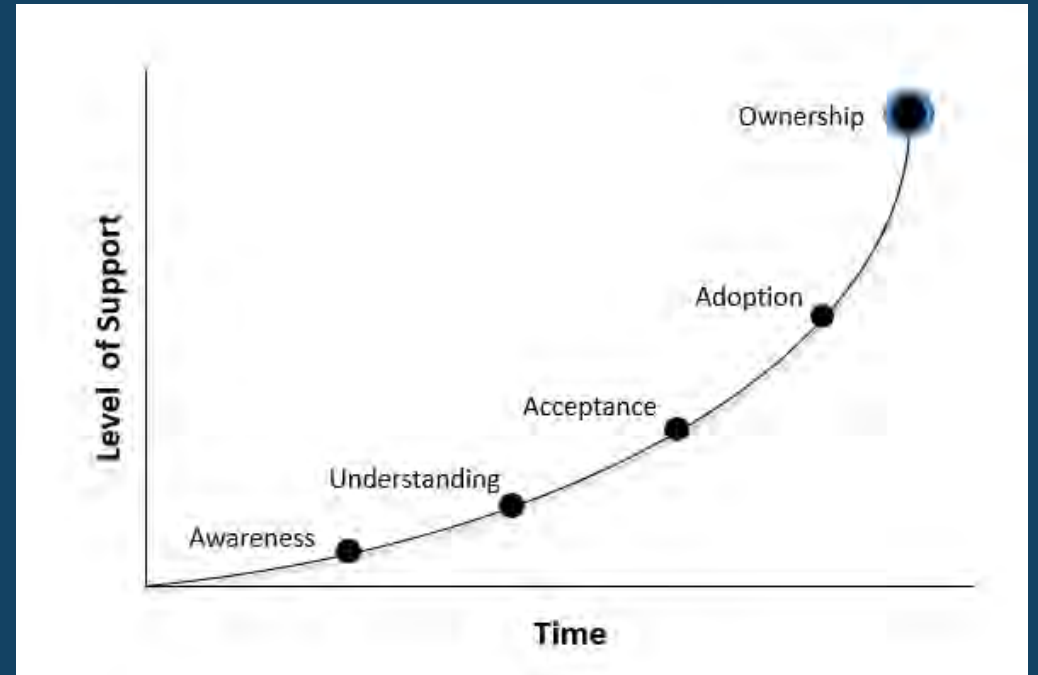 Ownership
Adoption
Acceptance
Understanding
Awareness
Level of Support
Time